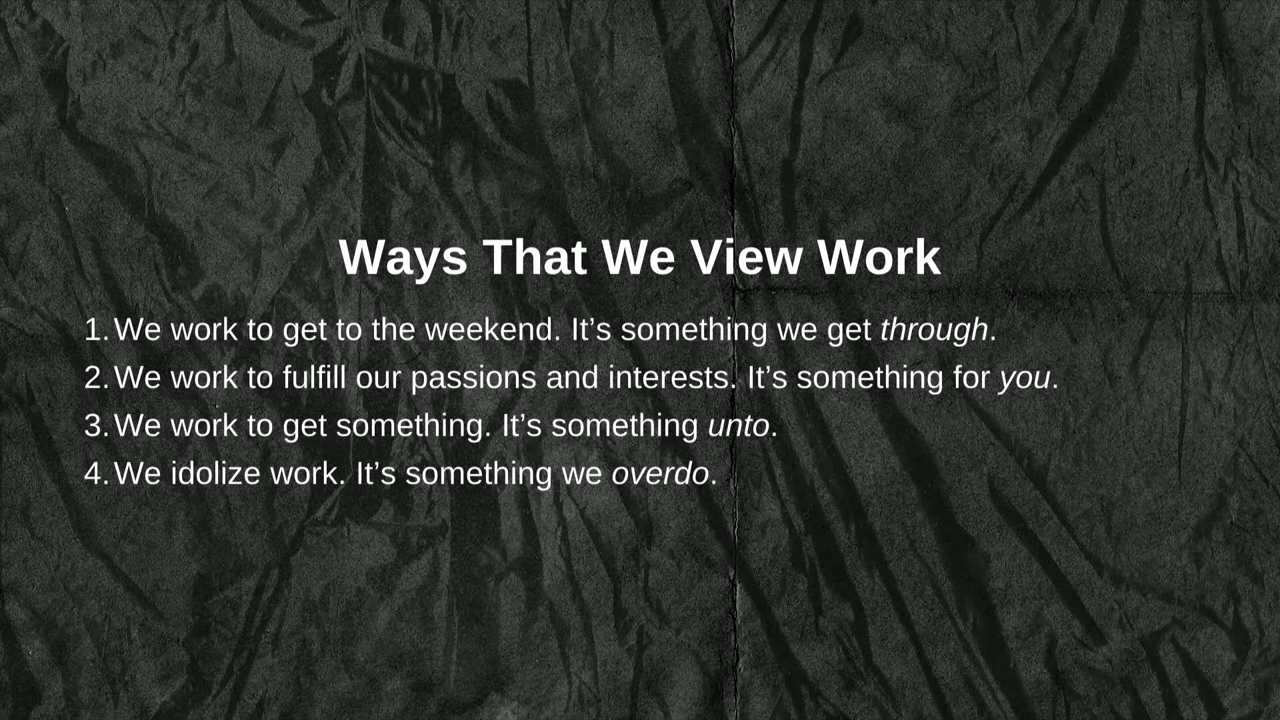 Ways That We View Work
1. We work to get to the weekend. It’s something we get through.
2. We work to fulfill our passions and interests. It’s something for you.
3. We work to get something. It’s something unto.
4. We idolize work. It’s something we overdo.